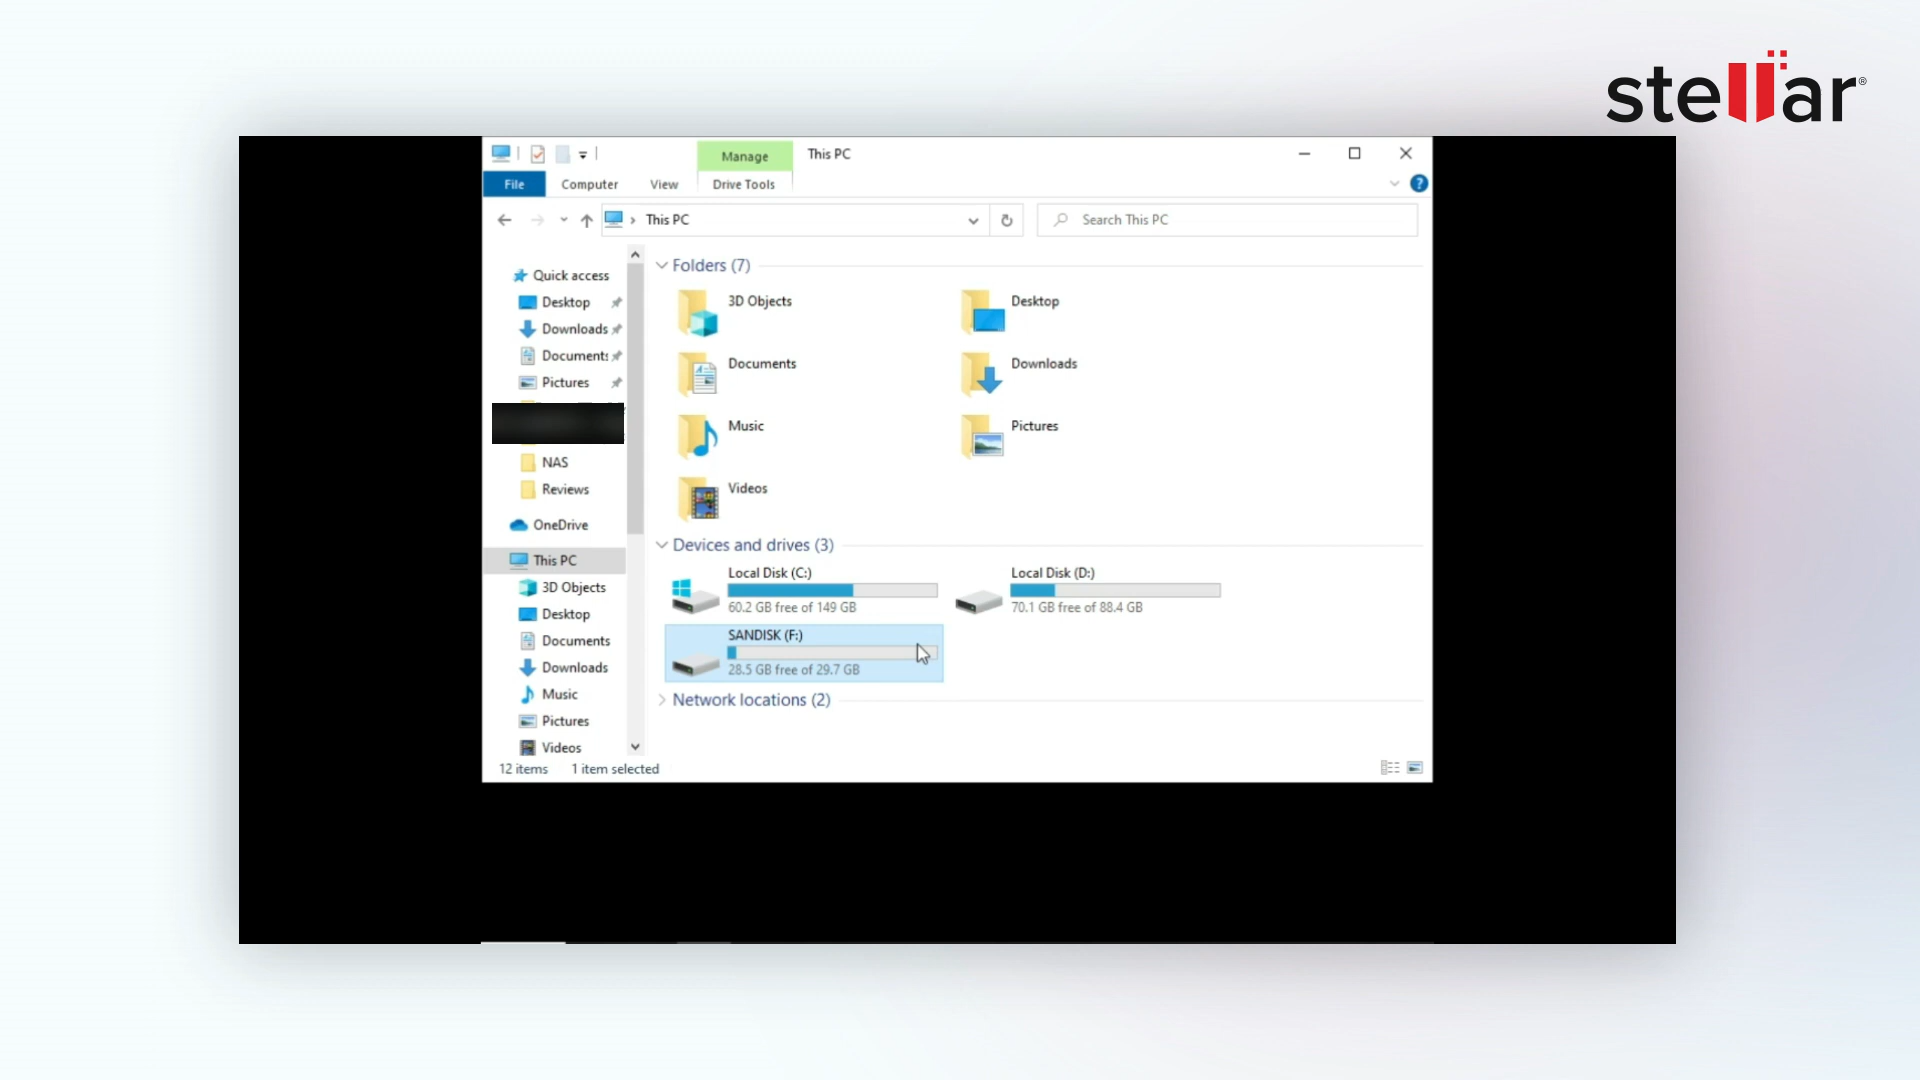 stellar®
Manage
This PC
File
Computer
View
Drive Tools
This PC
Search This PC
Quick access
Desktop
Downloads
Documents
Pictures
NAS
Reviews
OneDrive
This PC
3D Objects
Desktop
Documents
Downloads
Music
Pictures
Videos
Folders (7)
3D Objects
Desktop
Documents
Downloads
Music
Pictures
Videos
Devices and drives (3)
Local Disk (C:)
60.2 GB free of 149 GB
Local Disk (D:)
70.1 GB free of 88.4 GB
SANDISK (F:)
28.5 GB free of 29.7 GB
Network locations (2)
12 items
1 item selected